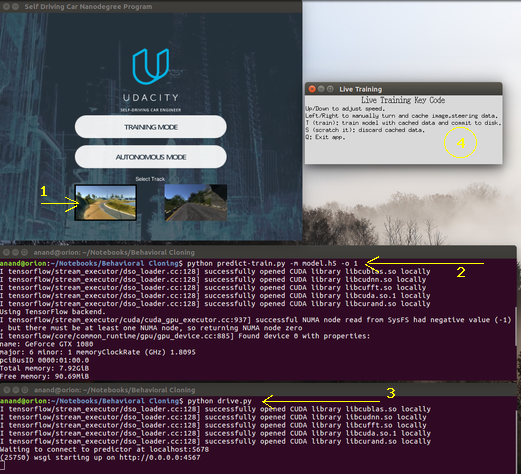 Self Driving Car Nanodegree Program
UDACITY
SELF-DRIVING CAR ENGINEER
TRAINING MODE
AUTONOMOUS MODE
Select Track
1
Live Training
Live Training Key Code
Up/Down to adjust speed.
Left/Right to manually turn and cache image,steering data.
T (train): train model with cached data and commit to disk.
S (scratch it): discard cached data.
Q: Exit app.
4
anand@orion: ~/Notebooks/Behavioral Cloning
anand@orion:~/Notebooks/Behavioral Cloning$ python predct-train.py -m model.h5 -o 1
2
I tensorflow/stream_executor/dso_loader.cc:128] successfully opened CUDA library libcublas.so locally
I tensorflow/stream_executor/dso_loader.cc:128] successfully opened CUDA library libcudnn.so locally
I tensorflow/stream_executor/dso_loader.cc:128] successfully opened CUDA library libcufft.so locally
I tensorflow/stream_executor/dso_loader.cc:128] successfully opened CUDA library libcuda.so.1 locally
I tensorflow/stream_executor/dso_loader.cc:128] successfully opened CUDA library libcurand.so locally
Using TensorFlow backend.
I tensorflow/stream_executor/cuda/cuda_gpu_executor.cc:937] successful NUMA node read from SysFS had negative value (-1)
, but there must be at least one NUMA node, so returning NUMA node zero
I tensorflow/core/common_runtime/gpu/gpu_device.cc:885] Found device 0 with properties:
name: GeForce GTX 1080
major: 6 minor: 1 memoryClockRate (GHz) 1.8095
pciBusID 0000:01:00.0
Total memory: 7.92GiB
Free memory: 90.69MiB
anand@orion: ~/Notebooks/Behavioral Cloning
anand@orion:~/Notebooks/Behavioral Cloning$ python drive.py
3
I tensorflow/stream_executor/dso_loader.cc:128] successfully opened CUDA library libcublas.so locally
I tensorflow/stream_executor/dso_loader.cc:128] successfully opened CUDA library libcudnn.so locally
I tensorflow/stream_executor/dso_loader.cc:128] successfully opened CUDA library libcufft.so locally
I tensorflow/stream_executor/dso_loader.cc:128] successfully opened CUDA library libcuda.so.1 locally
I tensorflow/stream_executor/dso_loader.cc:128] successfully opened CUDA library libcurand.so locally
Waiting to connect to predictor at localhost:5678
(25750) wsgi starting up on http://0.0.0.0:4567